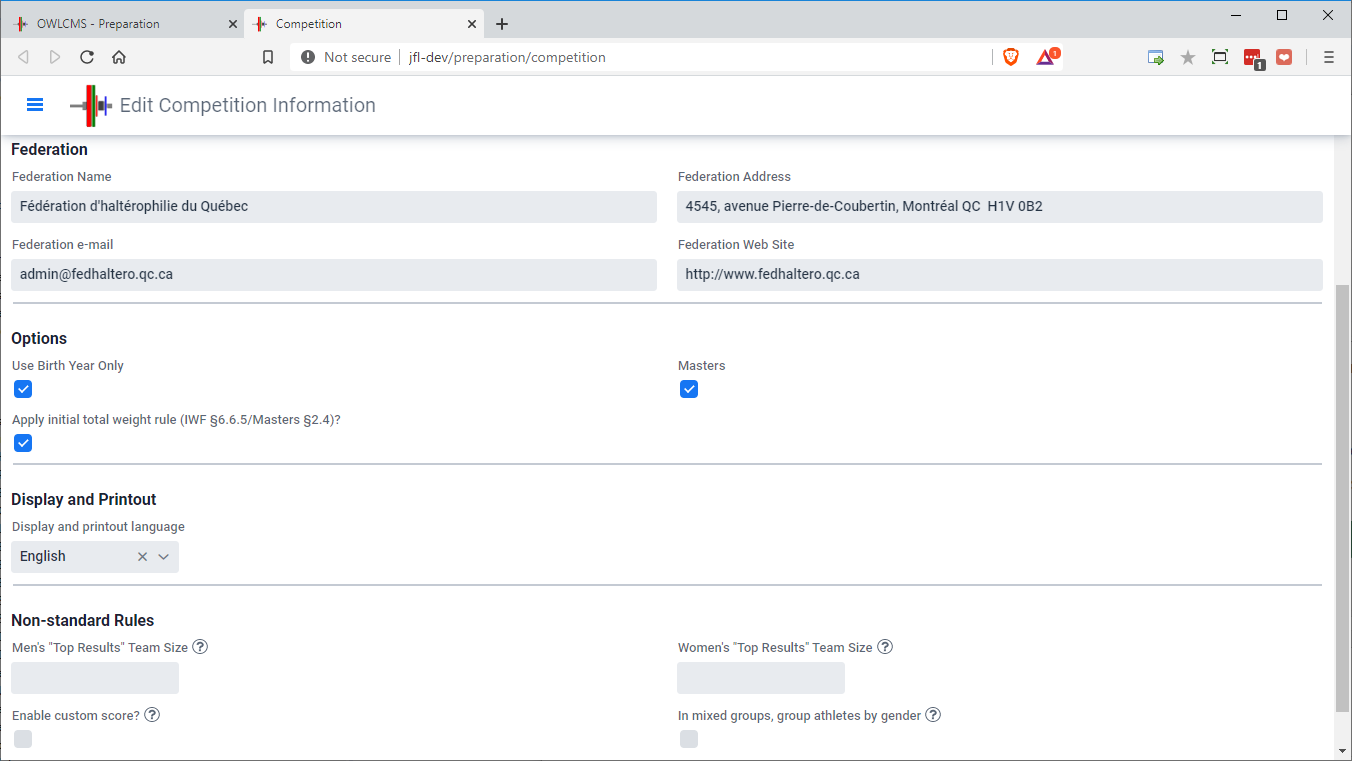 OWLCMS - Preparation
Competition
Not secure
jfl-dev/preparation/competition
1
1
Edit Competition Information
Federation
Federation Name
Federation Address
Fédération d'haltérophilie du Québec
4545, avenue Pierre-de-Coubertin, Montréal QC  H1V 0B2
Federation e-mail
Federation Web Site
admin@fedhaltero.qc.ca
http://www.fedhaltero.qc.ca
Options
Use Birth Year Only
Masters
Apply initial total weight rule (IWF §6.6.5/Masters §2.4)?
Display and Printout
Display and printout language
English
Non-standard Rules
Men's "Top Results" Team Size ?
Women's "Top Results" Team Size ?
Enable custom score? ?
In mixed groups, group athletes by gender ?